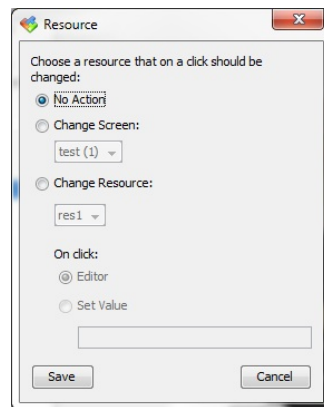 Resource
Choose a resource that on a click should be
changed:
No Action
Change Screen:
test (1)
Change Resource:
res1
On click:
Editor
Set Value
Save Cancel